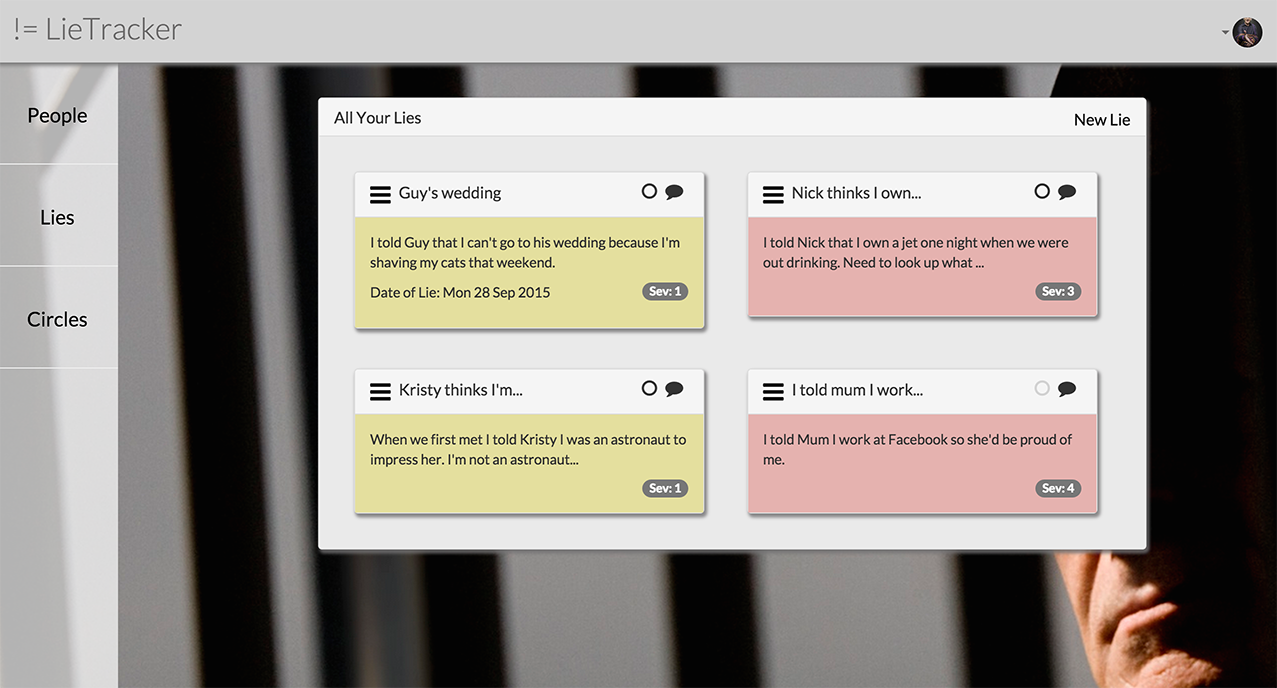 != LieTracker
People
Lies
Circles
All Your Lies
New Lie
Guy's wedding
I told Guy that I can't go to his wedding because I'm
shaving my cats that weekend.
Date of Lie: Mon 28 Sep 2015
Sev: 1
Nick thinks I own...
I told Nick that I own a jet one night when we were
out drinking. Need to look up what ...
Sev: 3
Kristy thinks I'm...
When we first met I told Kristy I was an astronaut to
impress her. I'm not an astronaut...
Sev: 1
I told mum I work...
I told Mum I work at Facebook so she'd be proud of
me.
Sev: 4